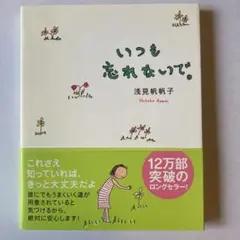 いつも
忘れないで。
浅見帆帆子
Hohoko Asami
これさえ
知っていれば、
きっと大丈夫だよ
誰にでもうまくいく道が
用意されていると
気づけるから、
絶対に安心します！
12万部
突破の
ロングセラー!